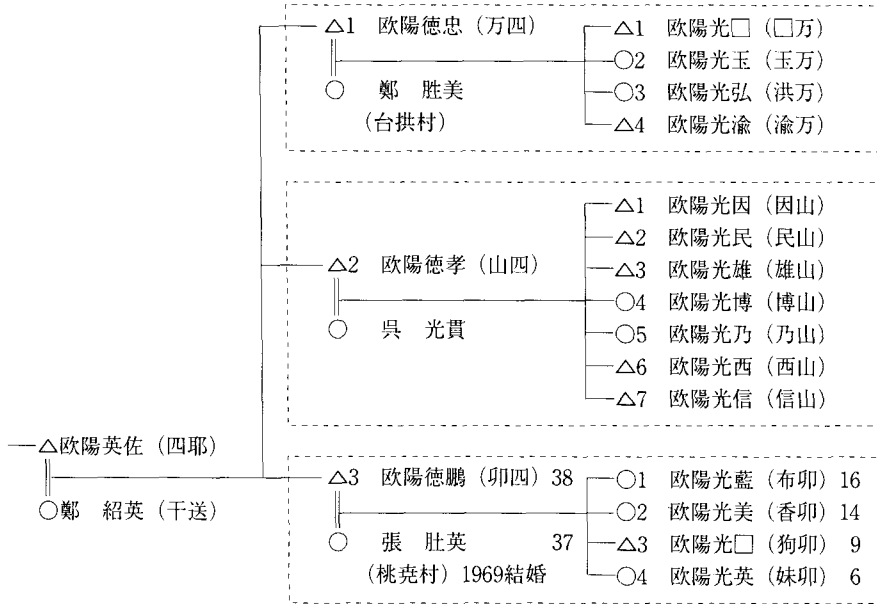 △1 欧陽徳忠（万四）
△1 欧陽光□（□万）
○2 欧陽光玉（玉万）
○ 鄭 胜美
○3 欧陽光弘（洪万）
（台拱村）
△4 欧陽光渝（渝万）
△1 欧陽光因（因山）
△2 欧陽光民（民山）
△2 欧陽徳孝（山四）
△3 欧陽光雄（雄山）
○4 欧陽光博（博山）
○ 呉 光貫
○5 欧陽光乃（乃山）
△6 欧陽光西（西山）
△7 欧陽光信（信山）
△欧陽英佐（四耶）
○鄭 紹英（干送）
△3 欧陽徳鵬（卯四）38
○1 欧陽光藍（布卯）16
○2 欧陽光美（香卯）14
○ 張 肚英 37
△3 欧陽光□（狗卯）9
（桃尭村）1969結婚
○4 欧陽光英（妹卯）6